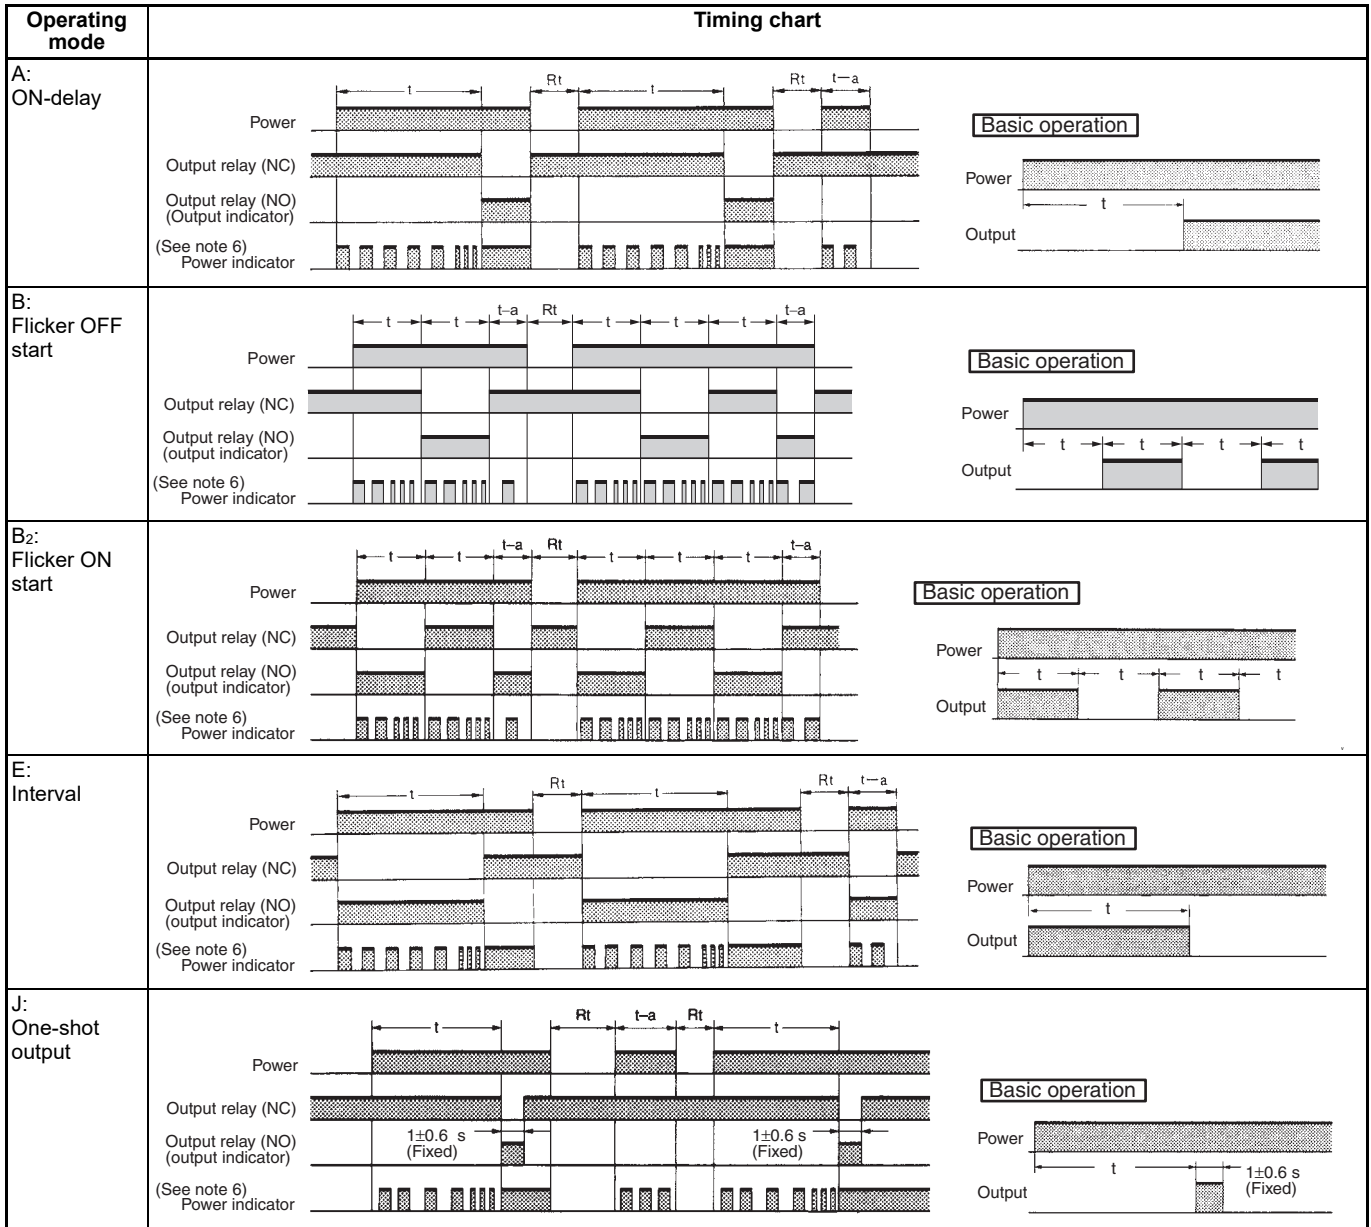 Operating mode
Timing chart
A:
ON-delay
t
Rt
t
Rt
t–a
Power
Output relay (NC)
Output relay (NO)
(Output indicator)
(See note 6)
Power indicator
Basic operation
Power
t
Output
B:
Flicker OFF
start
t
t
t–a
Rt
t
t
t
t–a
Power
Output relay (NC)
Output relay (NO)
(output indicator)
(See note 6)
Power indicator
Basic operation
Power
t
t
t
t
Output
B2:
Flicker ON
start
t
t
t–a
Rt
t
t
t
t–a
Power
Output relay (NC)
Output relay (NO)
(output indicator)
(See note 6)
Power indicator
Basic operation
Power
t
t
t
t
Output
E:
Interval
t
Rt
t
Rt
t–a
Power
Output relay (NC)
Output relay (NO)
(output indicator)
(See note 6)
Power indicator
Basic operation
Power
t
Output
J:
One-shot
output
t
Rt
t–a
Rt
t
Power
Output relay (NC)
Output relay (NO)
(output indicator)
1±0.6 s
(Fixed)
1±0.6 s
(Fixed)
(See note 6)
Power indicator
Basic operation
Power
t
1±0.6 s
(Fixed)
Output